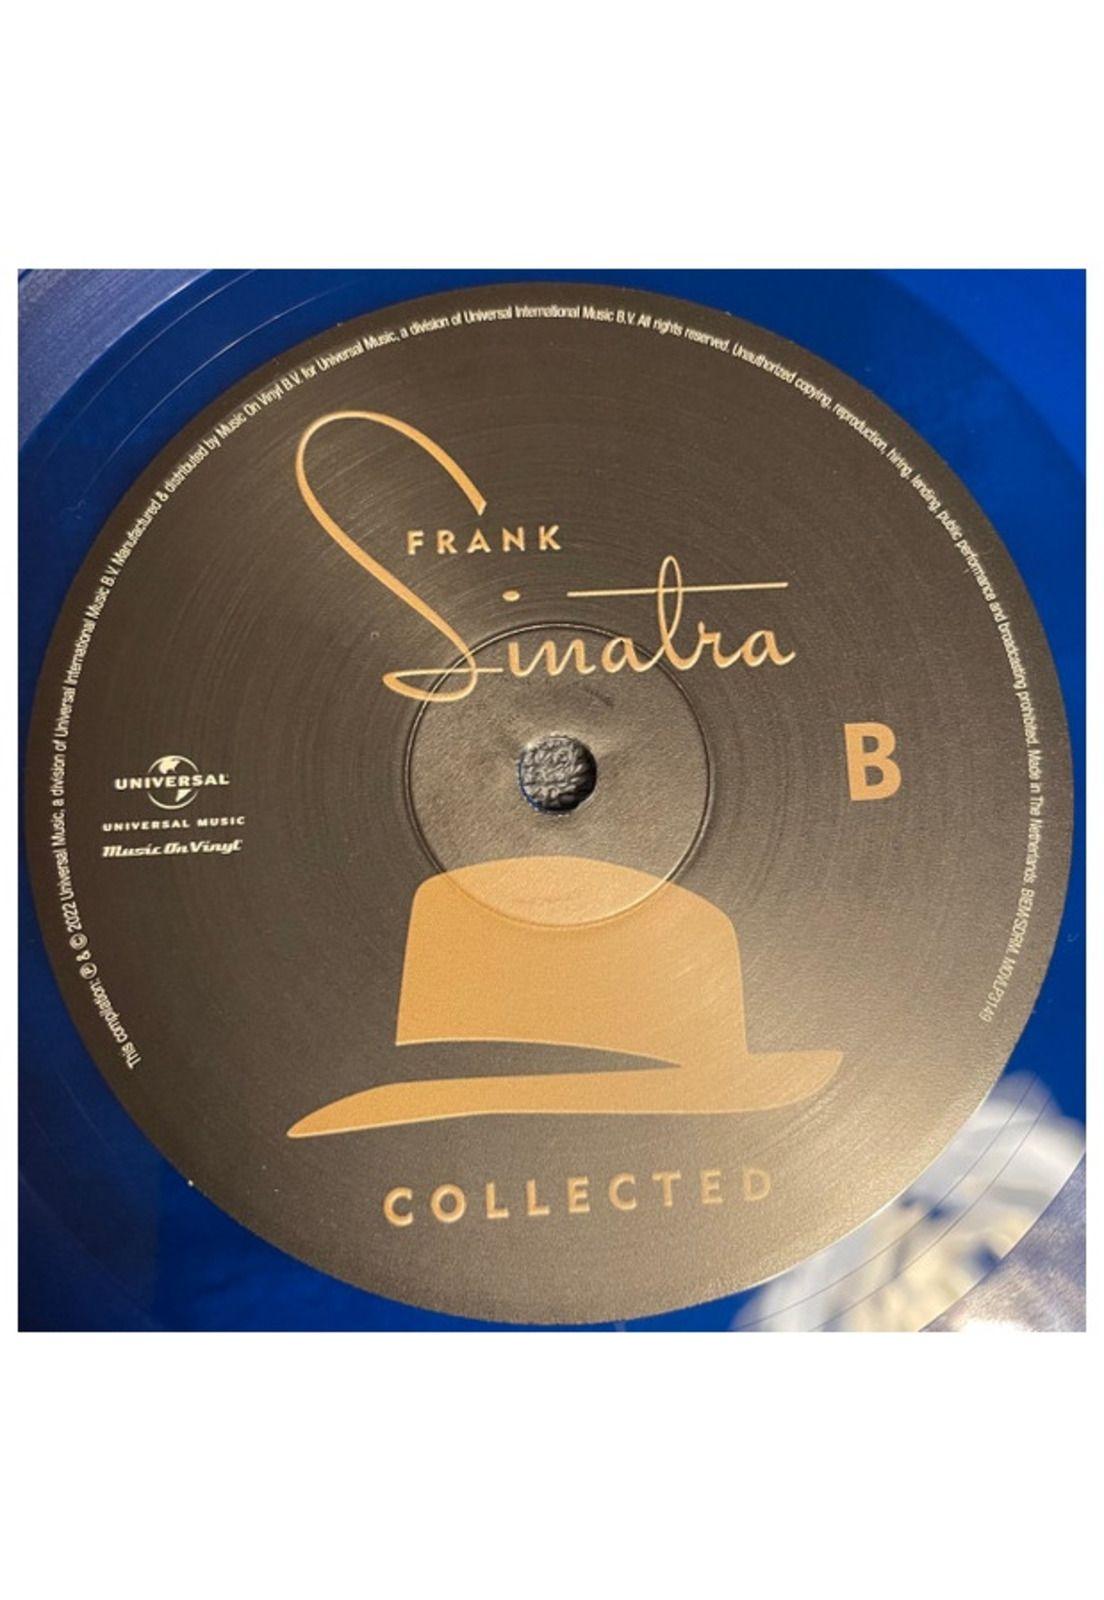 This compilation: ℗ & © 2022 Universal Music, a division of Universal International Music B.V. Manufactured & distributed by Music On Vinyl B.V. for Universal Music, a division of Universal International Music B.V. All rights reserved. Unauthorized copying, reproduction, hiring, lending, public performance and broadcasting prohibited. Made in The Netherlands. BIEM/SDRM. MOVLP3149
FRANK
Sinatra
B
UNIVERSAL
UNIVERSAL MUSIC
Music On Vinyl
COLLECTED